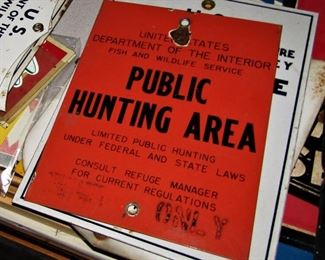 UNITED STATES
DEPARTMENT OF THE INTERIOR
FISH AND WILDLIFE SERVICE
PUBLIC
HUNTING AREA
LIMITED PUBLIC HUNTING
UNDER FEDERAL AND STATE LAWS
CONSULT REFUGE MANAGER
FOR CURRENT REGULATIONS
ONLY
U.S.